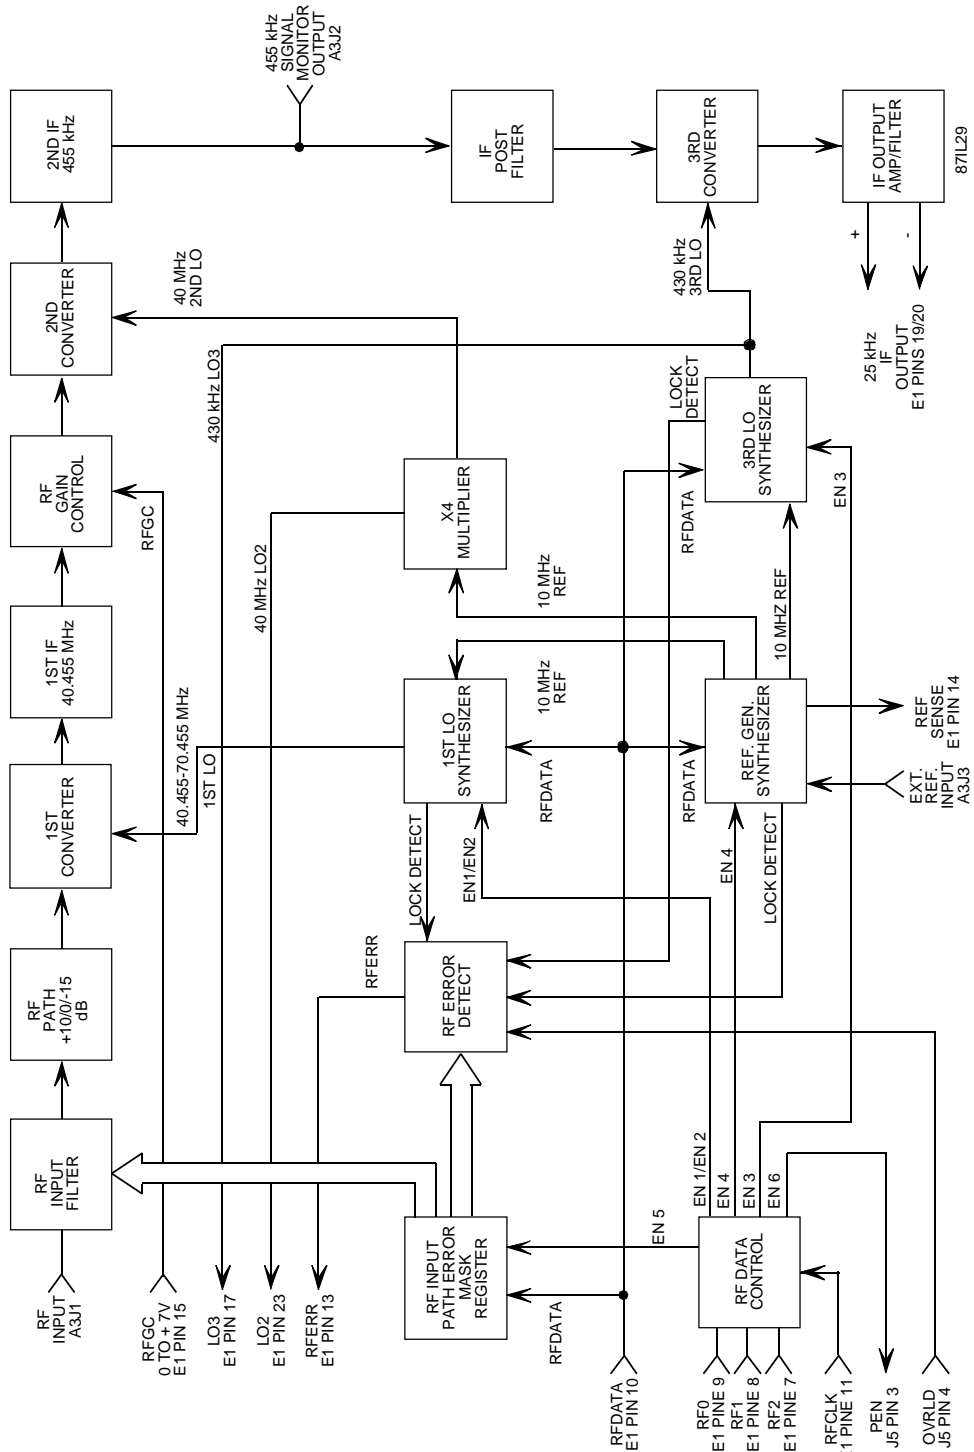 RF
INPUT
A3J1
RF
INPUT
FILTER
RF
PATH
+10/0/-15
dB
1ST
CONVERTER
1ST IF
40.455 MHz
RF
GAIN
CONTROL
2ND
CONVERTER
2ND IF
455 kHz
RFGC
0 TO + 7V
E1 PIN 15
RFGC
40.455-70.455 MHz
1ST LO
430 kHz LO3
40 MHz
2ND LO
455 kHz
SIGNAL
MONITOR
OUTPUT
A3J2
LO3
E1 PIN 17
LO2
E1 PIN 23
40 MHz LO2
RFERR
E1 PIN 13
RFERR
RF INPUT
PATH ERROR
MASK
REGISTER
RF ERROR
DETECT
LOCK DETECT
EN1/EN2
1ST LO
SYNTHESIZER
X4
MULTIPLIER
IF
POST
FILTER
RFDATA
RFDATA
10 MHz
REF
10 MHz
REF
RFDATA
E1 PIN 10
EN 5
RFDATA
RFDATA
LOCK
DETECT
430 kHz
3RD LO
3RD
CONVERTER
RF0
E1 PINE 9
RF1
E1 PINE 8
RF2
E1 PINE 7
RF DATA
CONTROL
EN 1/EN 2
EN 4
EN 3
EN 6
EN 4
LOCK DETECT
REF. GEN.
SYNTHESIZER
10 MHZ REF
3RD LO
SYNTHESIZER
EN 3
RFCLK
E1 PINE 11
PEN
J5 PIN 3
OVRLD
J5 PIN 4
EXT.
REF.
INPUT
A3J3
REF
SENSE
E1 PIN 14
25 kHz
IF
OUTPUT
E1 PINS 19/20
+
-
IF OUTPUT
AMP/FILTER
87IL29